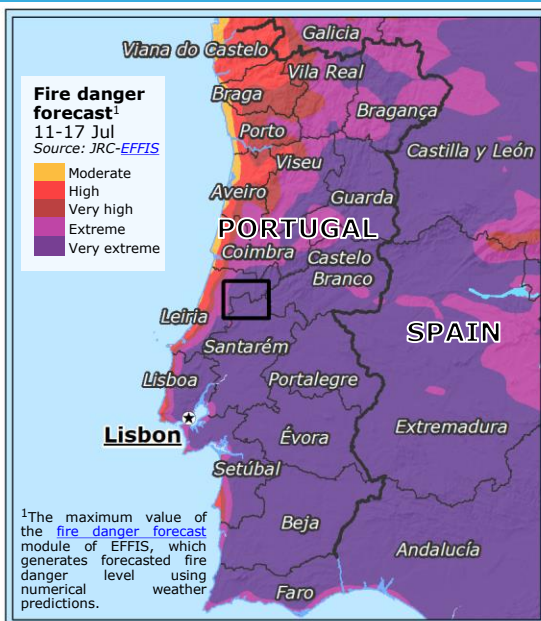 Galicia
Viana do Castelo
Vila Real
Braga
Bragança
Porto
Castilla y León
Viseu
Aveiro
Guarda
PORTUGAL
Coimbra
Castelo
Branco
Leiria
SPAIN
Santarém
Lisboa
Portalegre
Lisbon
Évora
Extremadura
Setúbal
Beja
Andalucía
Faro
Fire danger
forecast1
11-17 Jul
Source: JRC-EFFIS
Moderate
High
Very high
Extreme
Very extreme
1The maximum value of
the fire danger forecast
module of EFFIS, which
generates forecasted fire
danger level using
numerical weather
predictions.